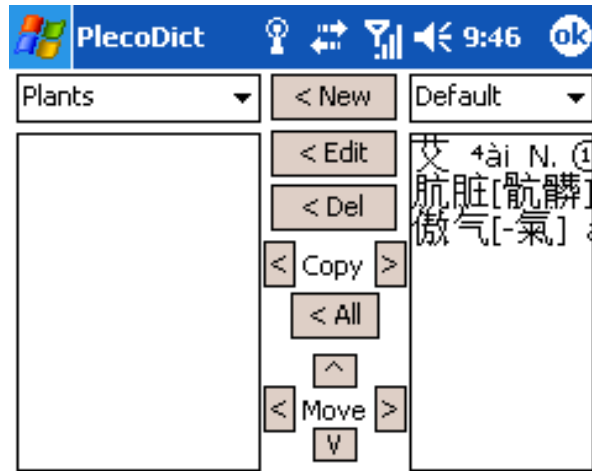 PlecoDict 9:46 ok
Plants < New Default
< Edit
< Del
< Copy >
< All
^
< Move >
V
艾 ⁴ài N. ①
肮脏[骯髒]
傲气[-氣]